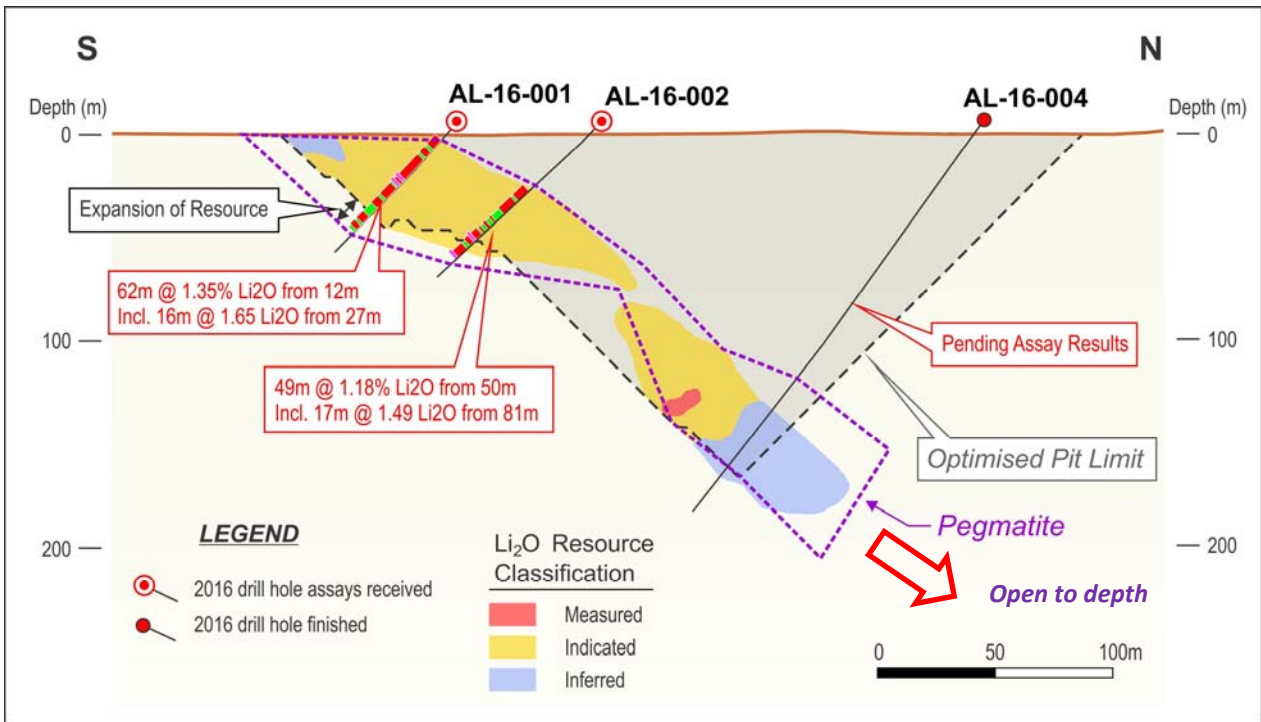 S
N
AL-16-001
AL-16-002
AL-16-004
Depth (m)
Depth (m)
0
0
Expansion of Resource
62m @ 1.35% Li2O from 12m
Incl. 16m @ 1.65 Li2O from 27m
100
100
Pending Assay Results
49m @ 1.18% Li2O from 50m
Incl. 17m @ 1.49 Li2O from 81m
Optimised Pit Limit
Pegmatite
200
200
Open to depth
LEGEND
2016 drill hole assays received
2016 drill hole finished
Li₂O Resource
Classification
Measured
Indicated
Inferred
0
50
100m